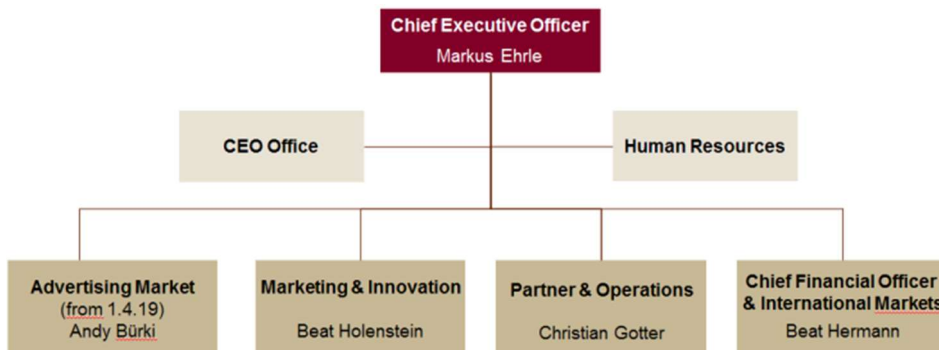 Chief Executive Officer
Markus Ehrle
CEO Office
Human Resources
Advertising Market
(from 1.4.19)
Andy Bürki
Marketing & Innovation
Beat Holenstein
Partner & Operations
Christian Gotter
Chief Financial Officer
& International Markets
Beat Hermann